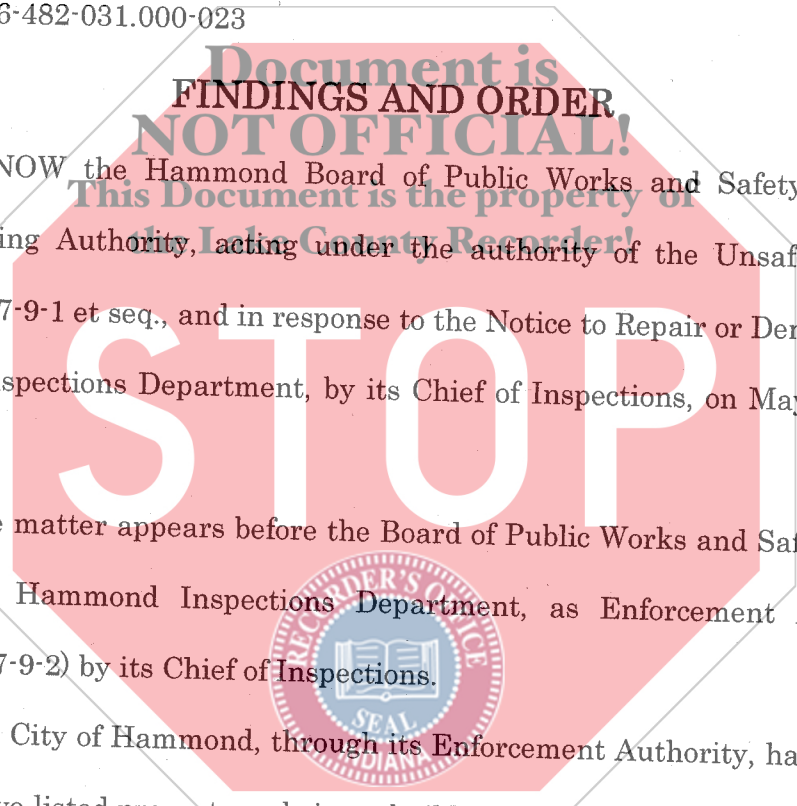 6-482-031.000-023
Document is
FINDINGS AND ORDER
NOT OFFICIAL!
NOW the Hammond Board of Public Works and Safety
This Document is the property of
ing Authority, acting under the authority of the Unsaf
the Lake County Recorder!
7-9-1 et seq., and in response to the Notice to Repair or Dem
spections Department, by its Chief of Inspections, on May
STOP
e matter appears before the Board of Public Works and Saf
Hammond Inspections Department, as Enforcement
7-9-2) by its Chief of Inspections.
RECORDER'S OFFICE
SEAL
INDIANA
City of Hammond, through its Enforcement Authority, ha